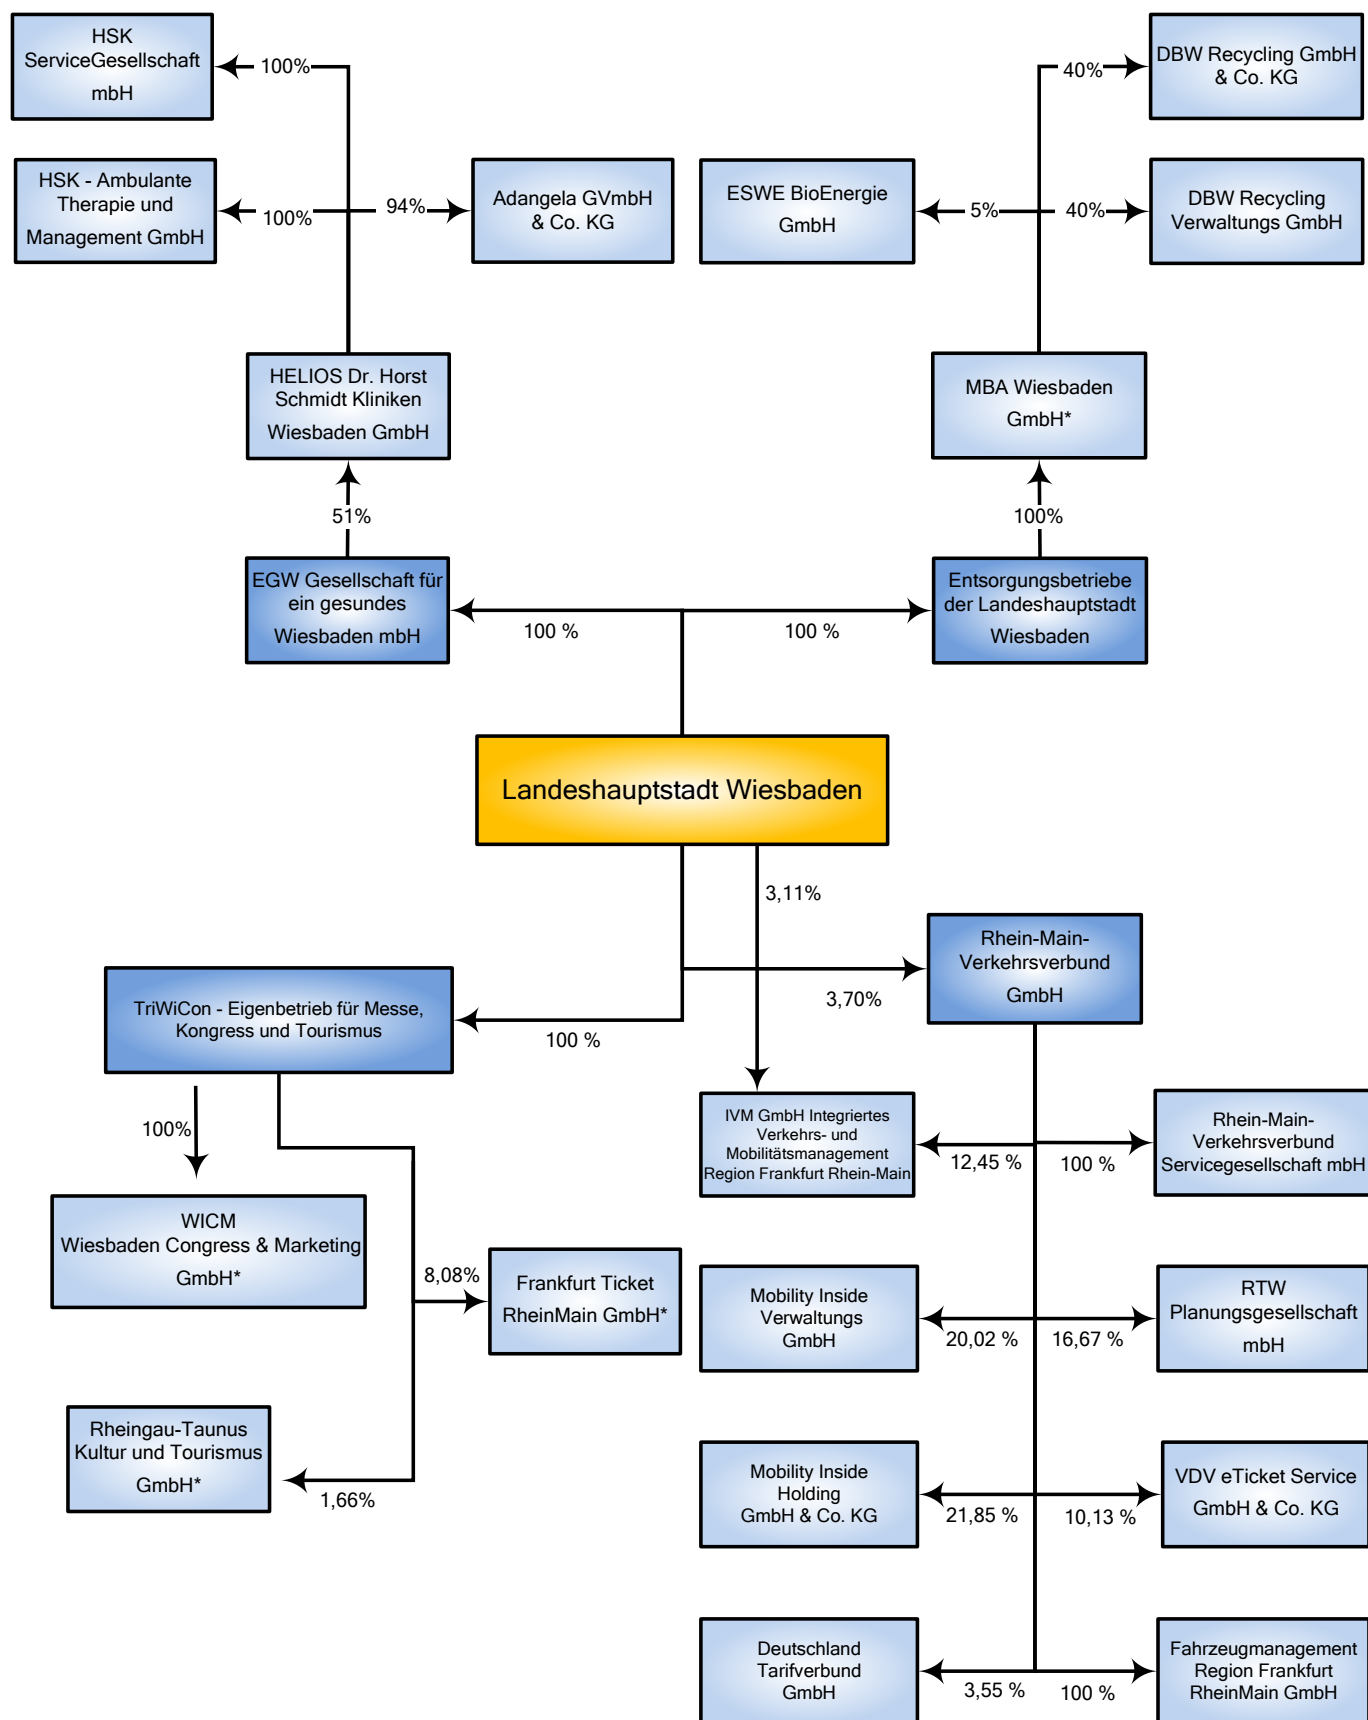 HSK
ServiceGesellschaft
mbH
100%
40%
DBW Recycling GmbH
& Co. KG
HSK - Ambulante
Therapie und
Management GmbH
100%
94%
Adangela GVmbH
& Co. KG
ESWE BioEnergie
GmbH
5%
40%
DBW Recycling
Verwaltungs GmbH
HELIOS Dr. Horst
Schmidt Kliniken
Wiesbaden GmbH
MBA Wiesbaden
GmbH*
51%
100%
EGW Gesellschaft für
ein gesundes
Wiesbaden mbH
100 %
100 %
Entsorgungsbetriebe
der Landeshauptstadt
Wiesbaden
Landeshauptstadt Wiesbaden
3,11%
3,70%
Rhein-Main-
Verkehrsverbund
GmbH
TriWiCon - Eigenbetrieb für Messe,
Kongress und Tourismus
100 %
100%
IVM GmbH Integriertes
Verkehrs- und
Mobilitätsmanagement
Region Frankfurt Rhein-Main
12,45 %
100 %
Rhein-Main-
Verkehrsverbund
Servicegesellschaft mbH
WICM
Wiesbaden Congress & Marketing
GmbH*
8,08%
Frankfurt Ticket
RheinMain GmbH*
Mobility Inside
Verwaltungs
GmbH
20,02 %
16,67 %
RTW
Planungsgesellschaft
mbH
Rheingau-Taunus
Kultur und Tourismus
GmbH*
1,66%
Mobility Inside
Holding
GmbH & Co. KG
21,85 %
10,13 %
VDV eTicket Service
GmbH & Co. KG
Deutschland
Tarifverbund
GmbH
3,55 %
100 %
Fahrzeugmanagement
Region Frankfurt
RheinMain GmbH